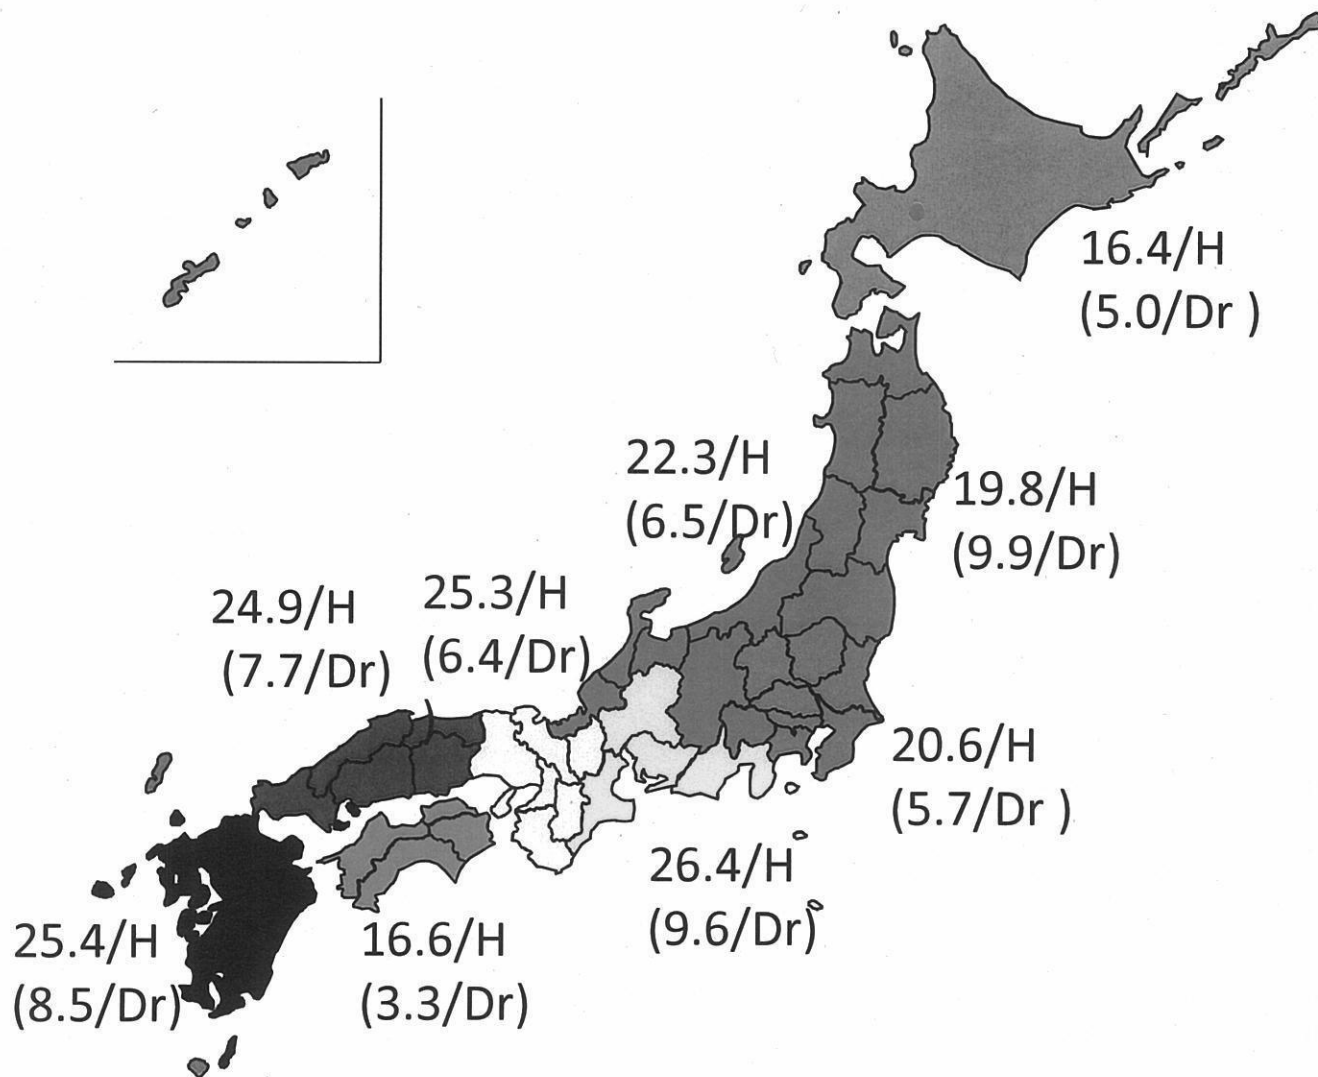 16.4/H
(5.0/Dr )
22.3/H
(6.5/Dr)
19.8/H
(9.9/Dr)
24.9/H
(7.7/Dr)
25.3/H
(6.4/Dr)
20.6/H
(5.7/Dr )
26.4/H
(9.6/Dr)
25.4/H
(8.5/Dr)
16.6/H
(3.3/Dr)